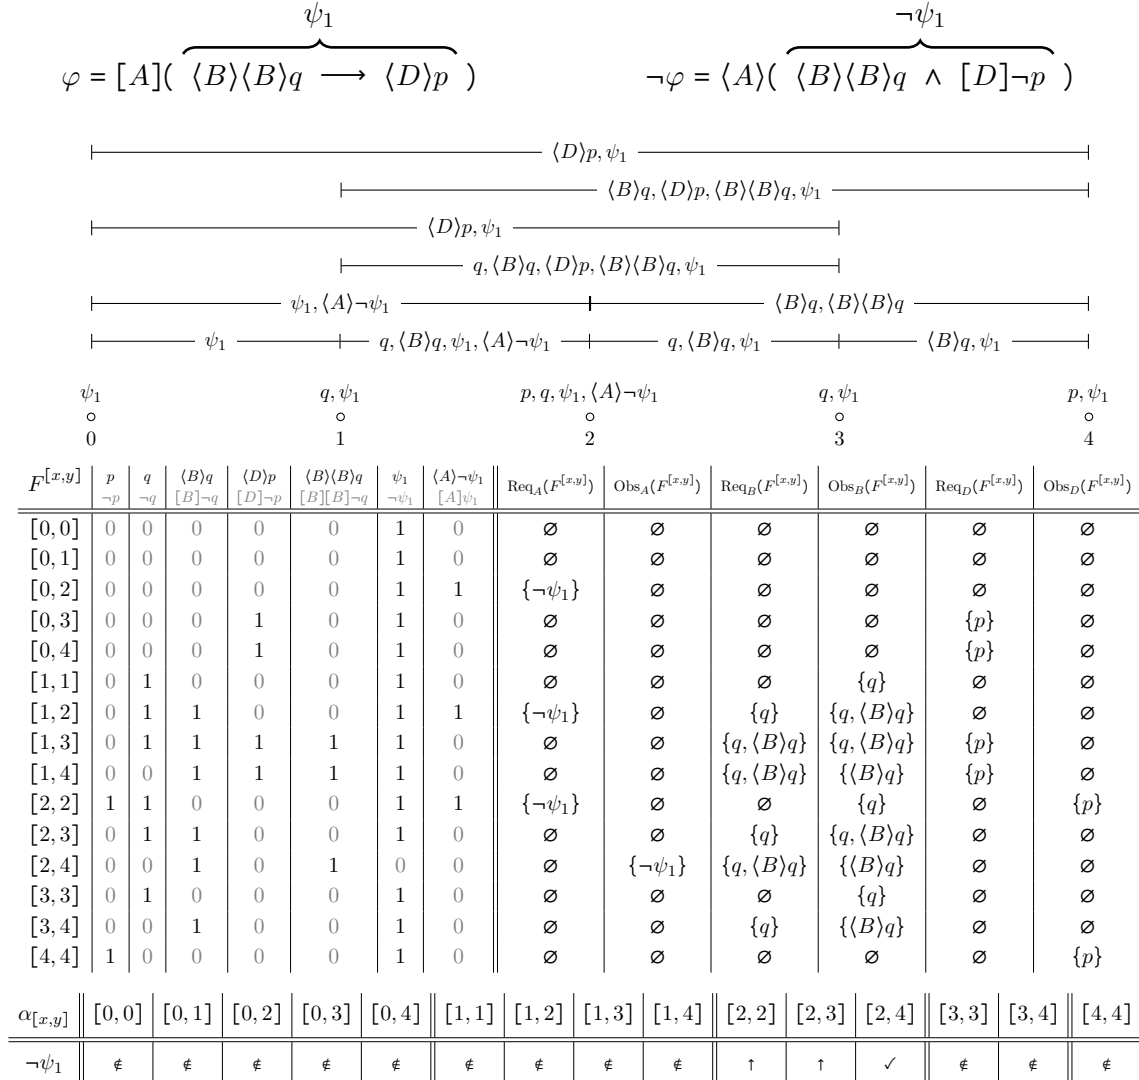 ψ₁ ¬ψ₁
φ = [A]( ⟨B⟩⟨B⟩q ⟶ ⟨D⟩p ) ¬φ = ⟨A⟩( ⟨B⟩⟨B⟩q ∧ [D]¬p )
⟨D⟩p, ψ₁
⟨B⟩q, ⟨D⟩p, ⟨B⟩⟨B⟩q, ψ₁
⟨D⟩p, ψ₁
q, ⟨B⟩q, ⟨D⟩p, ⟨B⟩⟨B⟩q, ψ₁
ψ₁, ⟨A⟩¬ψ₁ ⟨B⟩q, ⟨B⟩⟨B⟩q
ψ₁ q, ⟨B⟩q, ψ₁, ⟨A⟩¬ψ₁ q, ⟨B⟩q, ψ₁ ⟨B⟩q, ψ₁
ψ₁ q, ψ₁ p, q, ψ₁, ⟨A⟩¬ψ₁ q, ψ₁ p, ψ₁
0 1 2 3 4
F^[x,y] p q ⟨B⟩q ⟨D⟩p ⟨B⟩⟨B⟩q ψ₁ ⟨A⟩¬ψ₁ Req_A(F^[x,y]) Obs_A(F^[x,y]) Req_B(F^[x,y]) Obs_B(F^[x,y]) Req_D(F^[x,y]) Obs_D(F^[x,y])
¬p ¬q [B]¬q [D]¬p [B][B]¬q ¬ψ₁ [A]ψ₁
[0,0] 0 0 0 0 0 1 0 ∅ ∅ ∅ ∅ ∅ ∅
[0,1] 0 0 0 0 0 1 0 ∅ ∅ ∅ ∅ ∅ ∅
[0,2] 0 0 0 0 0 1 1 {¬ψ₁} ∅ ∅ ∅ ∅ ∅
[0,3] 0 0 0 1 0 1 0 ∅ ∅ ∅ ∅ {p} ∅
[0,4] 0 0 0 1 0 1 0 ∅ ∅ ∅ ∅ {p} ∅
[1,1] 0 1 0 0 0 1 0 ∅ ∅ ∅ {q} ∅ ∅
[1,2] 0 1 1 0 0 1 1 {¬ψ₁} ∅ {q} {q, ⟨B⟩q} ∅ ∅
[1,3] 0 1 1 1 1 1 0 ∅ ∅ {q, ⟨B⟩q} {q, ⟨B⟩q} {p} ∅
[1,4] 0 0 1 1 1 1 0 ∅ ∅ {q, ⟨B⟩q} {⟨B⟩q} {p} ∅
[2,2] 1 1 0 0 0 1 1 {¬ψ₁} ∅ ∅ {q} ∅ {p}
[2,3] 0 1 1 0 0 1 0 ∅ ∅ {q} {q, ⟨B⟩q} ∅ ∅
[2,4] 0 0 1 0 1 0 0 ∅ {¬ψ₁} {q, ⟨B⟩q} {⟨B⟩q} ∅ ∅
[3,3] 0 1 0 0 0 1 0 ∅ ∅ ∅ {q} ∅ ∅
[3,4] 0 0 1 0 0 1 0 ∅ ∅ {q} {⟨B⟩q} ∅ ∅
[4,4] 1 0 0 0 0 1 0 ∅ ∅ ∅ ∅ ∅ {p}
α_[x,y] [0,0] [0,1] [0,2] [0,3] [0,4] [1,1] [1,2] [1,3] [1,4] [2,2] [2,3] [2,4] [3,3] [3,4] [4,4]
¬ψ₁ ∉ ∉ ∉ ∉ ∉ ∉ ∉ ∉ ∉ ↑ ↑ ✓ ∉ ∉ ∉